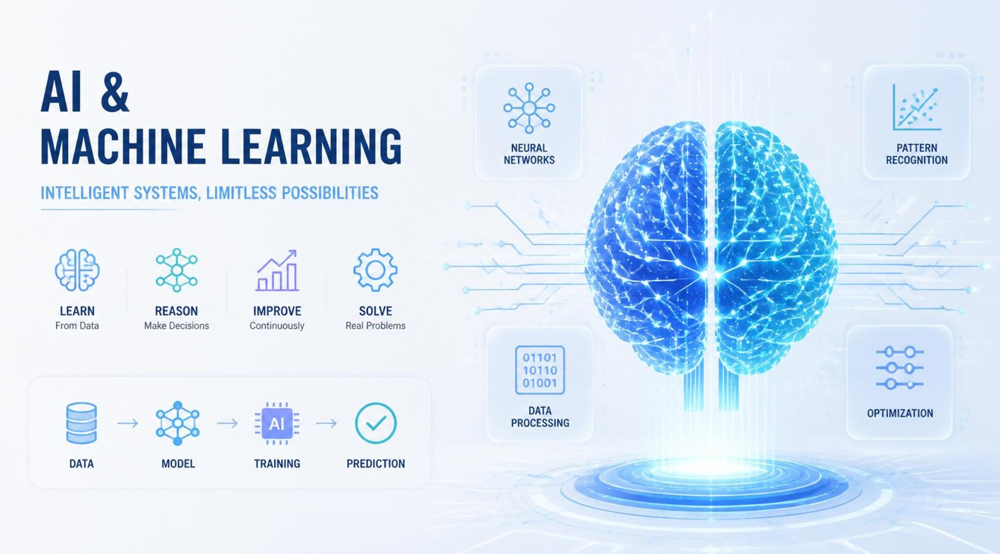 AI &
MACHINE LEARNING
INTELLIGENT SYSTEMS, LIMITLESS POSSIBILITIES
LEARN
From Data
REASON
Make Decisions
IMPROVE
Continuously
SOLVE
Real Problems
DATA
MODEL
AI
TRAINING
PREDICTION
NEURAL
NETWORKS
PATTERN
RECOGNITION
01101
10110
01001
DATA
PROCESSING
OPTIMIZATION